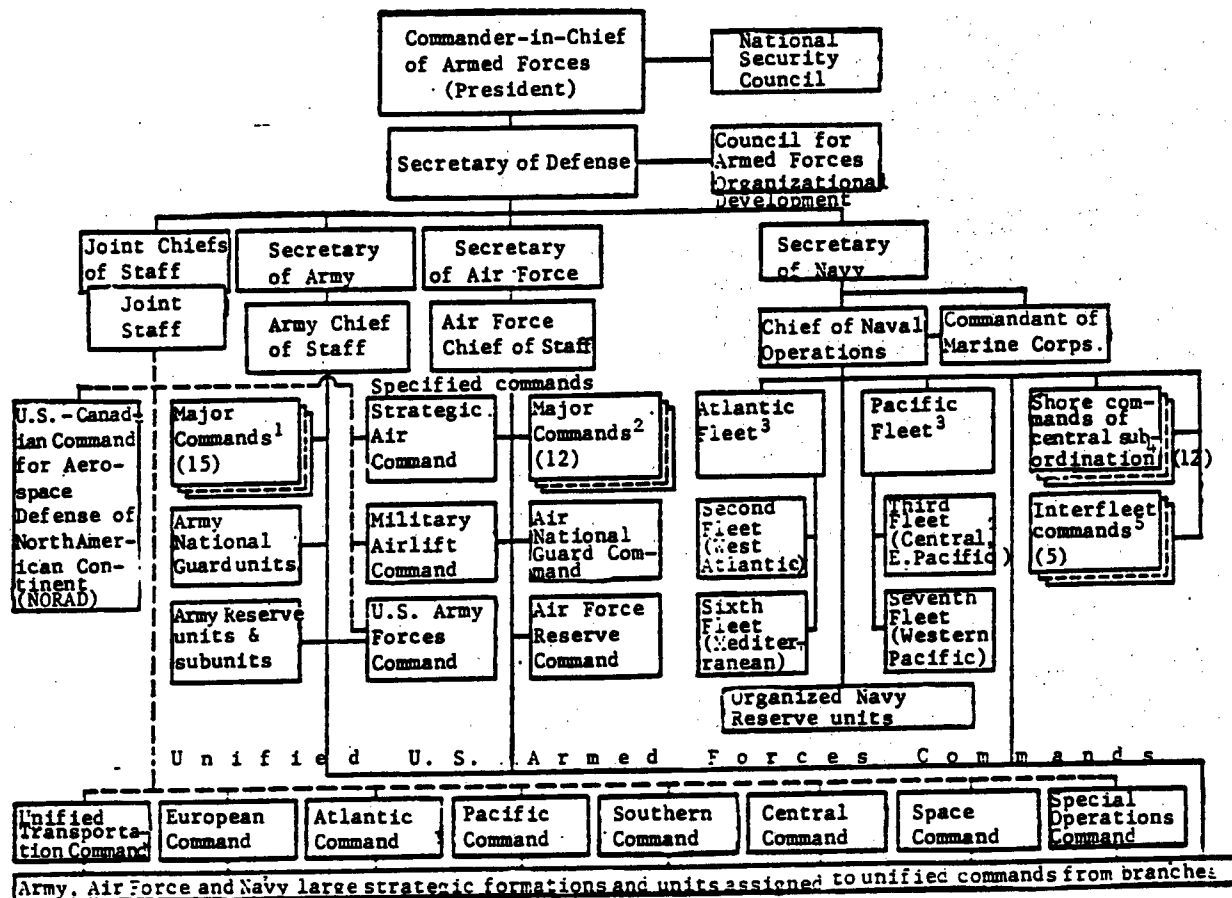 Commander-in-Chief
of Armed Forces
(President)
National
Security
Council
Secretary of Defense
Council for
Armed Forces
Organizational
Development
Joint Chiefs
of Staff
Joint
Staff
Secretary
of Army
Secretary
of Air Force
Secretary
of Navy
Army Chief
of Staff
Air Force
Chief of Staff
Chief of Naval
Operations
Commandant of
Marine Corps.
Specified commands
U.S.-Canad-
ian Command
for Aero-
space
Defense of
North Amer-
ican Con-
tinent
(NORAD)
Major
Commands1
(15)
Strategic
Air
Command
Major
Commands2
(12)
Atlantic
Fleet3
Pacific
Fleet3
Shore com-
mands of
central sub-
ordination4 (12)
Army
National
Guard units
Military
Airlift
Command
Air
National
Guard Com-
mand
Second
Fleet
(West
Atlantic)
Third
Fleet
(Central,
E.Pacific)
Interfleet
commands5
(5)
Army Reserve
units &
subunits
U.S. Army
Forces
Command
Air Force
Reserve
Command
Sixth
Fleet
(Mediter-
ranean)
Seventh
Fleet
(Western
Pacific)
Organized Navy
Reserve units
Unified U.S. Armed Forces Commands
Unified
Transporta-
tion Command
European
Command
Atlantic
Command
Pacific
Command
Southern
Command
Central
Command
Space
Command
Special
Operations
Command
Army, Air Force and Navy large strategic formations and units assigned to unified commands from branches